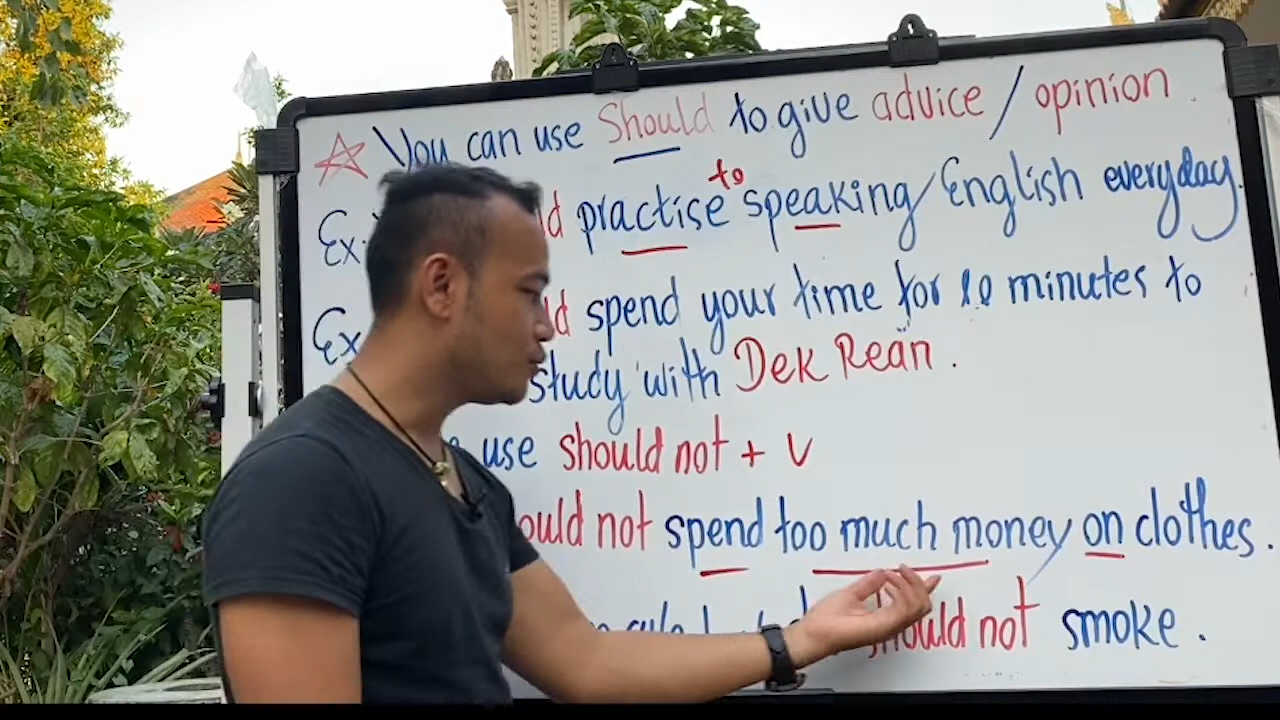 You can use Should to give advice / opinion
to
Ex. practise speaking English everyday.
Ex spend your time for 10 minutes to
study with Dek Rean.
use should not + V
not spend too much money on clothes.
should not smoke.